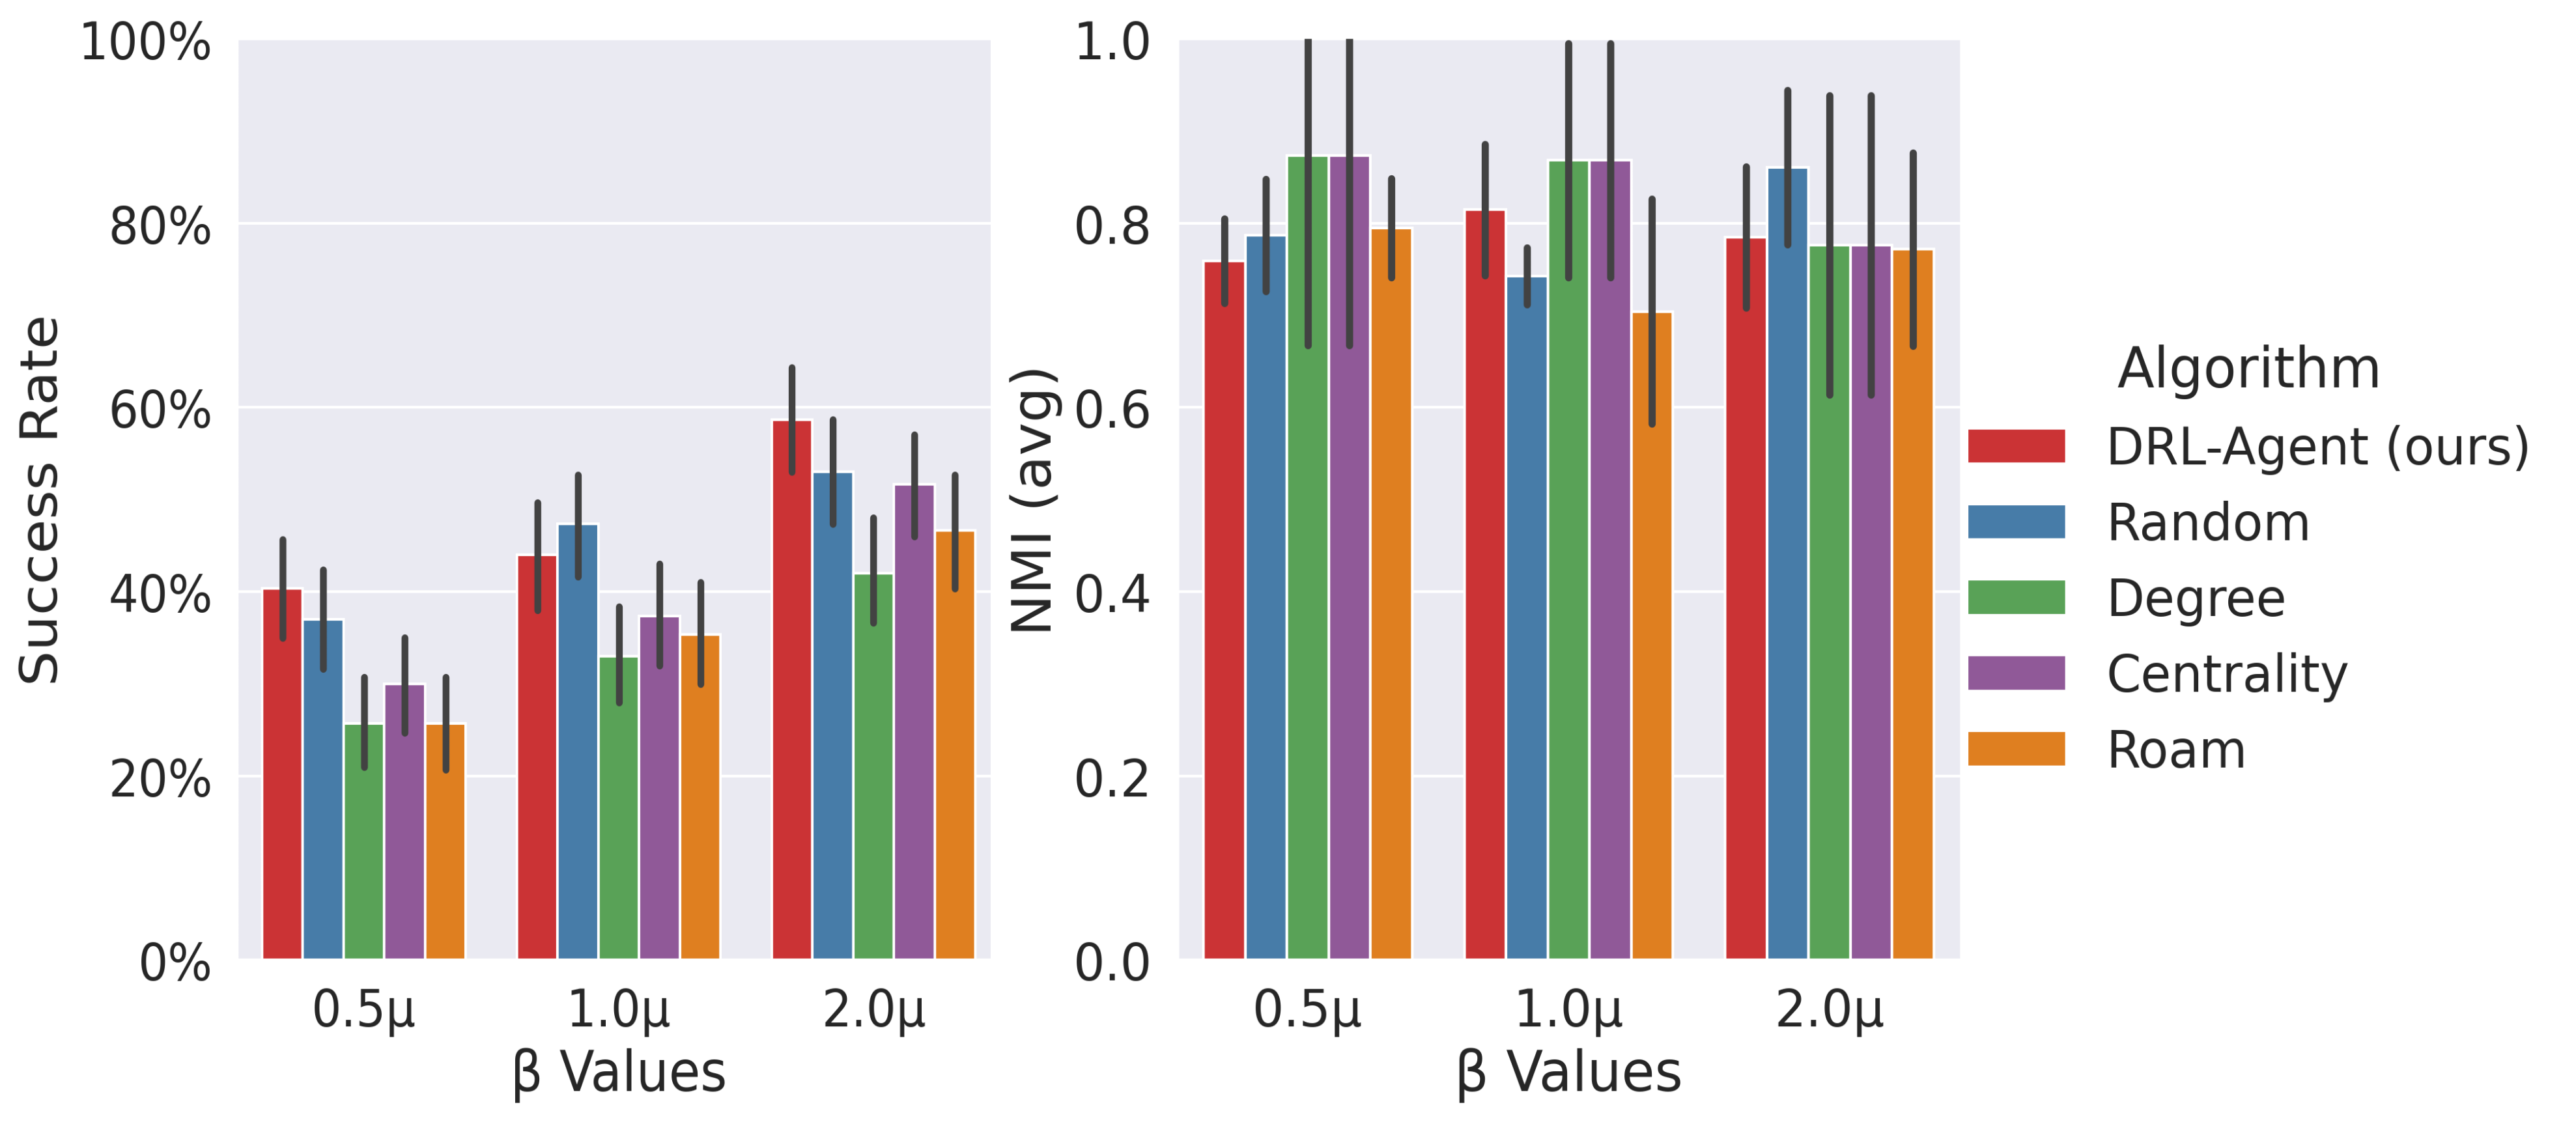 100%
80%
60%
40%
20%
0%
Success Rate
0.5μ 1.0μ 2.0μ
β Values
1.0
0.8
0.6
0.4
0.2
0.0
NMI (avg)
0.5μ 1.0μ 2.0μ
β Values
Algorithm
DRL-Agent (ours)
Random
Degree
Centrality
Roam